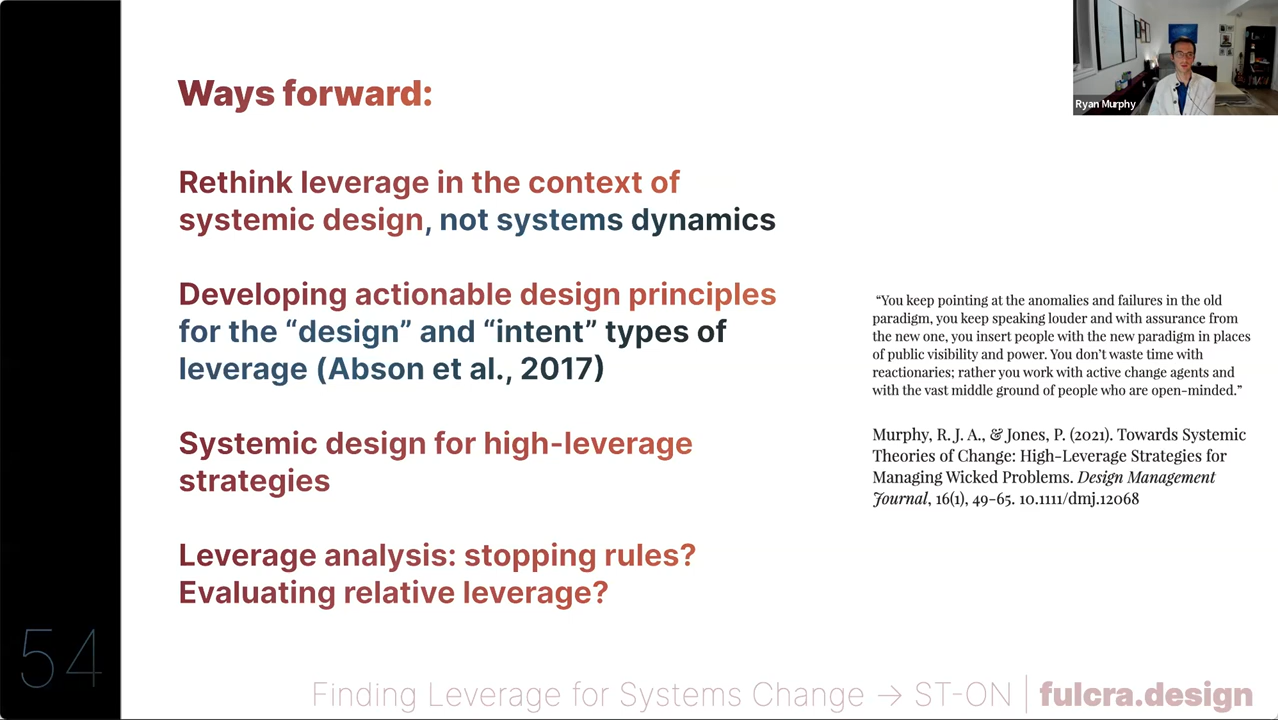 Ways forward:
Rethink leverage in the context of
systemic design, not systems dynamics
Developing actionable design principles
for the “design” and “intent” types of
leverage (Abson et al., 2017)
Systemic design for high-leverage
strategies
Leverage analysis: stopping rules?
Evaluating relative leverage?
Ryan Murphy
“You keep pointing at the anomalies and failures in the old
paradigm, you keep speaking louder and with assurance from
the new one, you insert people with the new paradigm in places
of public visibility and power. You don’t waste time with
reactionaries; rather you work with active change agents and
with the vast middle ground of people who are open-minded.”
Murphy, R. J. A., & Jones, P. (2021). Towards Systemic
Theories of Change: High-Leverage Strategies for
Managing Wicked Problems. Design Management
Journal, 16(1), 49-65. 10.1111/dmj.12068
54
Finding Leverage for Systems Change → ST-ON | fulcra.design